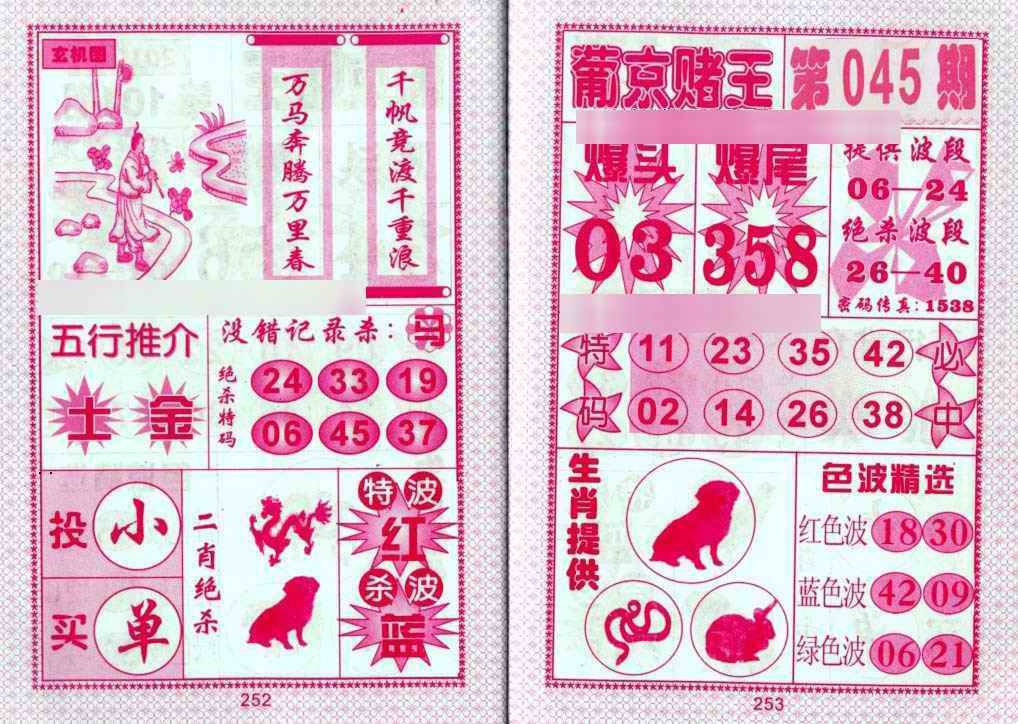 玄机图
千帆竞渡千重浪
万马奔腾万里春
五行推介
土 金
没错记录杀：马
绝杀特码
24 33 19
06 45 37
投 小
买 单
二肖绝杀
特波
红
杀波
蓝
252
葡京赌王
第045期
爆头
03
爆尾
358
提供波段
06—24
绝杀波段
26—40
密码传真：1538
特码
11 23 35 42
02 14 26 38
必中
生肖提供
色波精选
红色波 18 30
蓝色波 42 09
绿色波 06 21
253